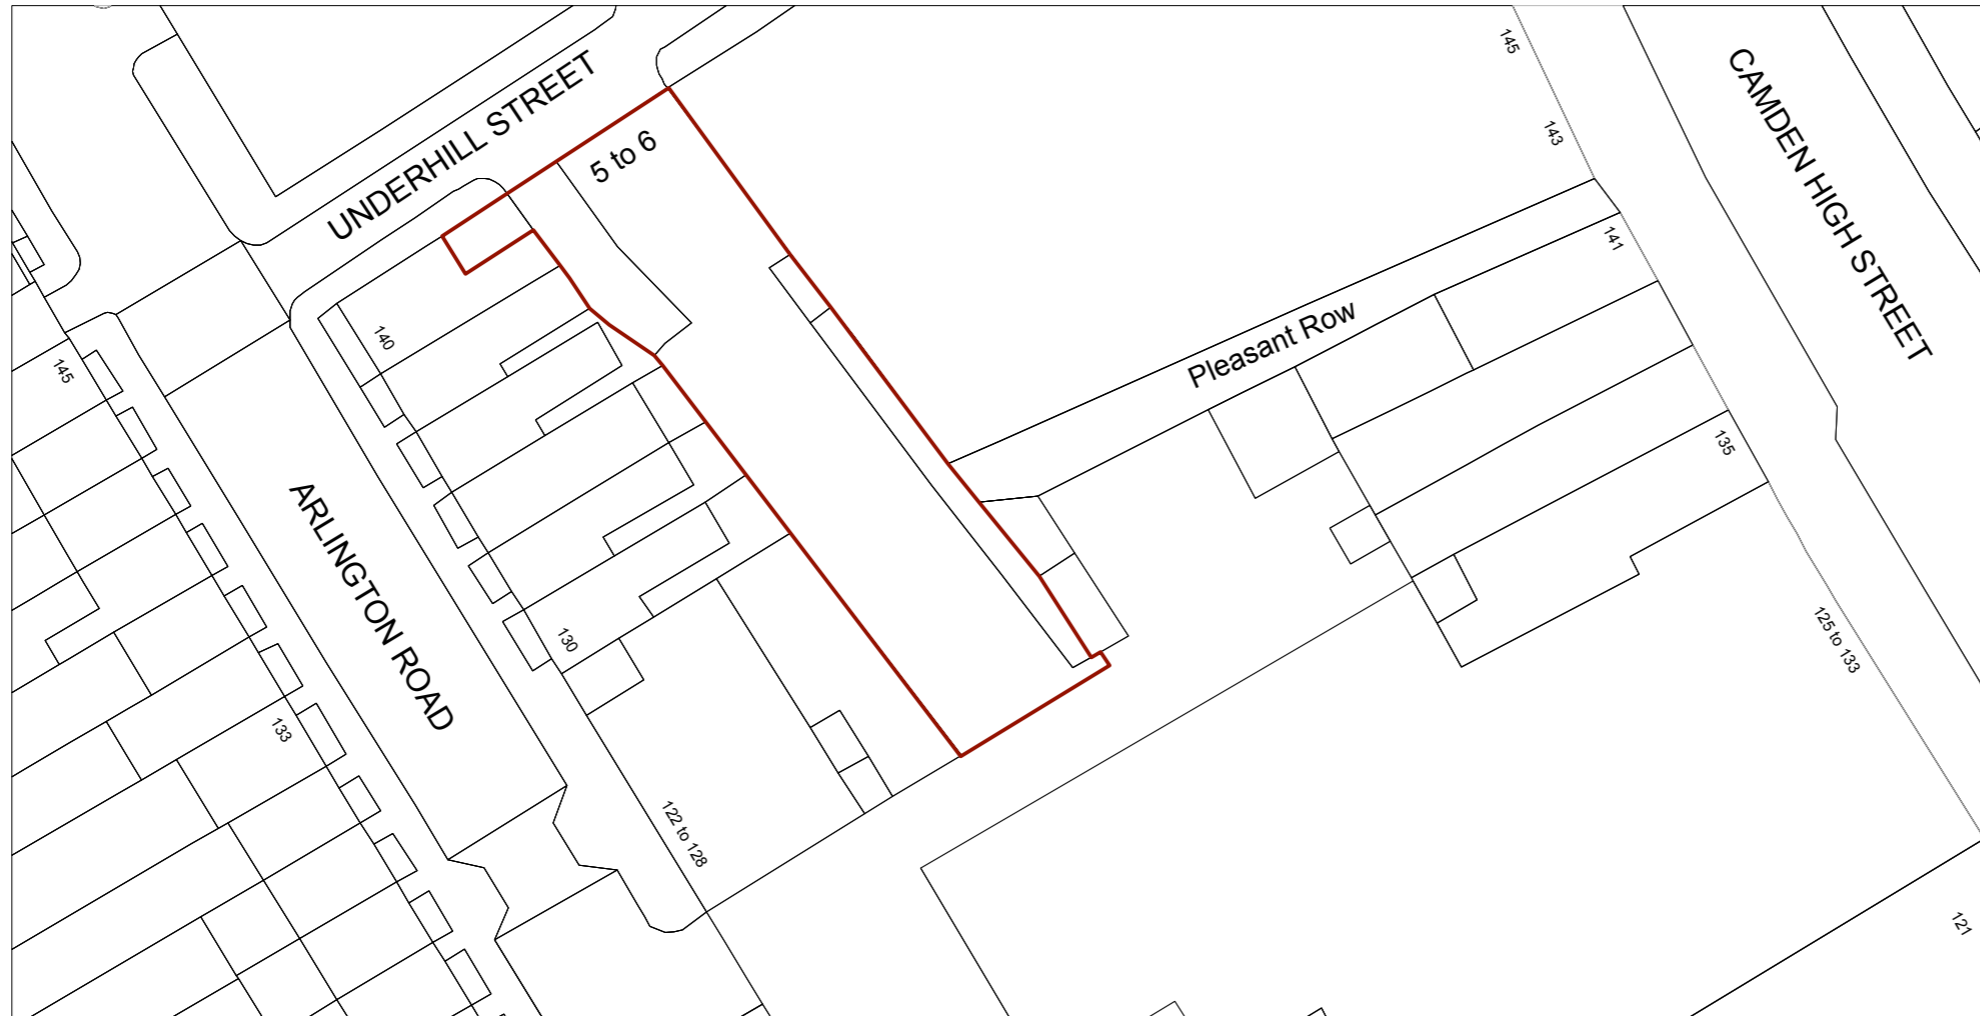 145
CAMDEN HIGH STREET
UNDERHILL STREET
5 to 6
143
141
140
145
Pleasant Row
135
ARLINGTON ROAD
130
125 to 133
133
122 to 128
121